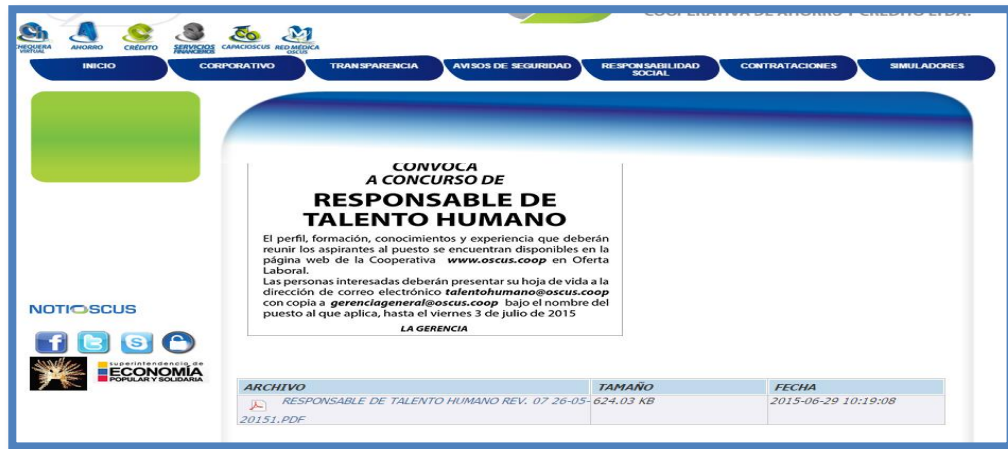 COOPERATIVA DE AHORRO Y CREDITO LTDA.
CHEQUERA VIRTUAL
AHORRO
CRÉDITO
SERVICIOS FINANCIEROS
CAPACIOSCUS
RED MÉDICA OSCUS
INICIO
CORPORATIVO
TRANSPARENCIA
AVISOS DE SEGURIDAD
RESPONSABILIDAD
SOCIAL
CONTRATACIONES
SIMULADORES
CONVOCA
A CONCURSO DE
RESPONSABLE DE
TALENTO HUMANO
El perfil, formación, conocimientos y experiencia que deberán
reunir los aspirantes al puesto se encuentran disponibles en la
página web de la Cooperativa www.oscus.coop en Oferta
Laboral.
Las personas interesadas deberán presentar su hoja de vida a la
dirección de correo electrónico talentohumano@oscus.coop
con copia a gerenciageneral@oscus.coop bajo el nombre del
puesto al que aplica, hasta el viernes 3 de julio de 2015
LA GERENCIA
NOTIOSCUS
superintendencia de
ECONOMÍA
POPULAR Y SOLIDARIA
ARCHIVO TAMAÑO FECHA
RESPONSABLE DE TALENTO HUMANO REV. 07 26-05- 624.03 KB 2015-06-29 10:19:08
20151.PDF